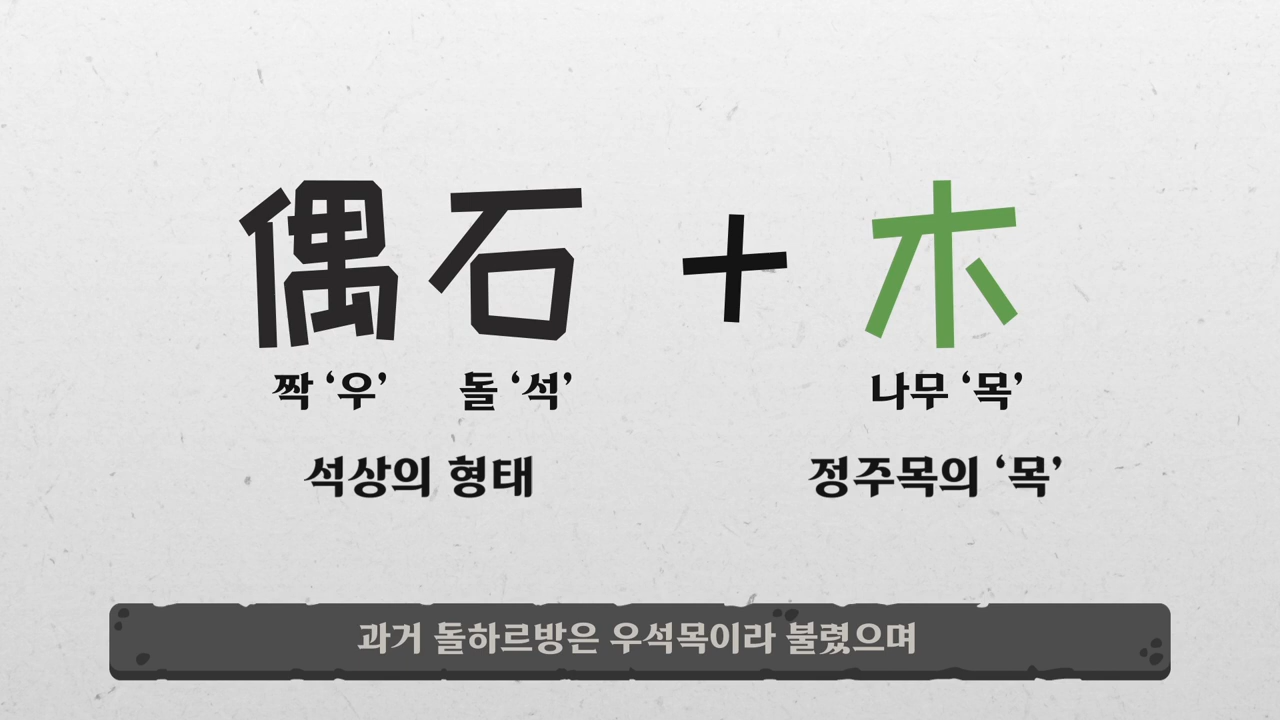 偶石 + 木
짝 ‘우’ 돌 ‘석’ 나무 ‘목’
석상의 형태 정주목의 ‘목’
과거 돌하르방은 우석목이라 불렸으며